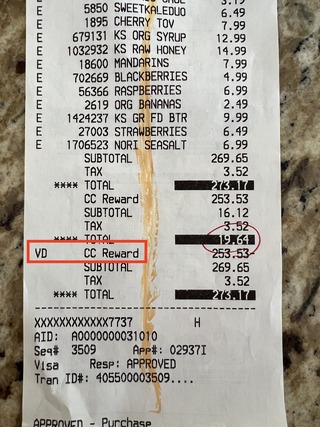 3.19
E 5850 SWEETKALEDUO 6.49
E 1895 CHERRY TOV 7.99
E 679131 KS ORG SYRUP 12.99
E 1032932 KS RAW HONEY 14.99
E 18600 MANDARINS 7.99
E 702669 BLACKBERRIES 4.99
E 56366 RASPBERRIES 6.99
E 2619 ORG BANANAS 2.49
E 1424237 KS GR FD BTR 9.99
E 27003 STRAWBERRIES 6.49
E 1706523 NORI SEASALT 6.99
SUBTOTAL 269.65
TAX 3.52
**** TOTAL 273.17
CC Reward 253.53
SUBTOTAL 16.12
TAX 3.52
**** TOTAL 19.64
VD CC Reward 253.53-
SUBTOTAL 269.65
TAX 3.52
**** TOTAL 273.17
XXXXXXXXXXXX7737 H
AID: A0000000031010
Seq# 3509 App#: 02937I
Visa Resp: APPROVED
Tran ID#: 405500003509....
APPROVED - Purchase